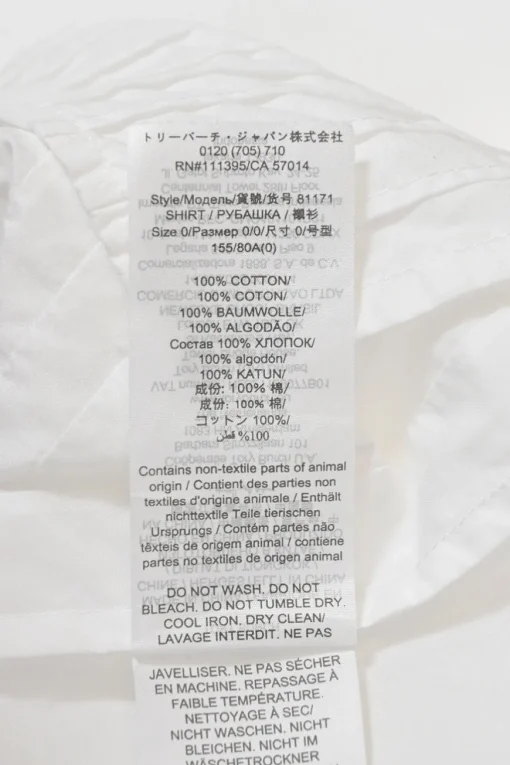 トリーバーチ・ジャパン株式会社
0120 (705) 710
RN#111395/CA 57014
Style/Модель/貨號/货号 81171
SHIRT / РУБАШКА / 襯衫
Size 0/Размер 0/0/尺寸 0/号型
155/80A(0)
100% COTTON/
100% COTON/
100% BAUMWOLLE/
100% ALGODÃO/
Состав 100% ХЛОПОК/
100% algodón/
100% KATUN/
成份: 100% 棉/
成份: 100% 棉/
コットン 100%/
100% قطن
Contains non-textile parts of animal
origin / Contient des parties non
textiles d'origine animale / Enthält
nichttextile Teile tierischen
Ursprungs / Contém partes não
têxteis de origem animal / contiene
partes no textiles de origen animal
DO NOT WASH. DO NOT
BLEACH. DO NOT TUMBLE DRY.
COOL IRON. DRY CLEAN/
LAVAGE INTERDIT. NE PAS
JAVELLISER. NE PAS SÉCHER
EN MACHINE. REPASSAGE À
FAIBLE TEMPÉRATURE.
NETTOYAGE À SEC/
NICHT WASCHEN. NICHT
BLEICHEN. NICHT IM
WÄSCHETROCKNER